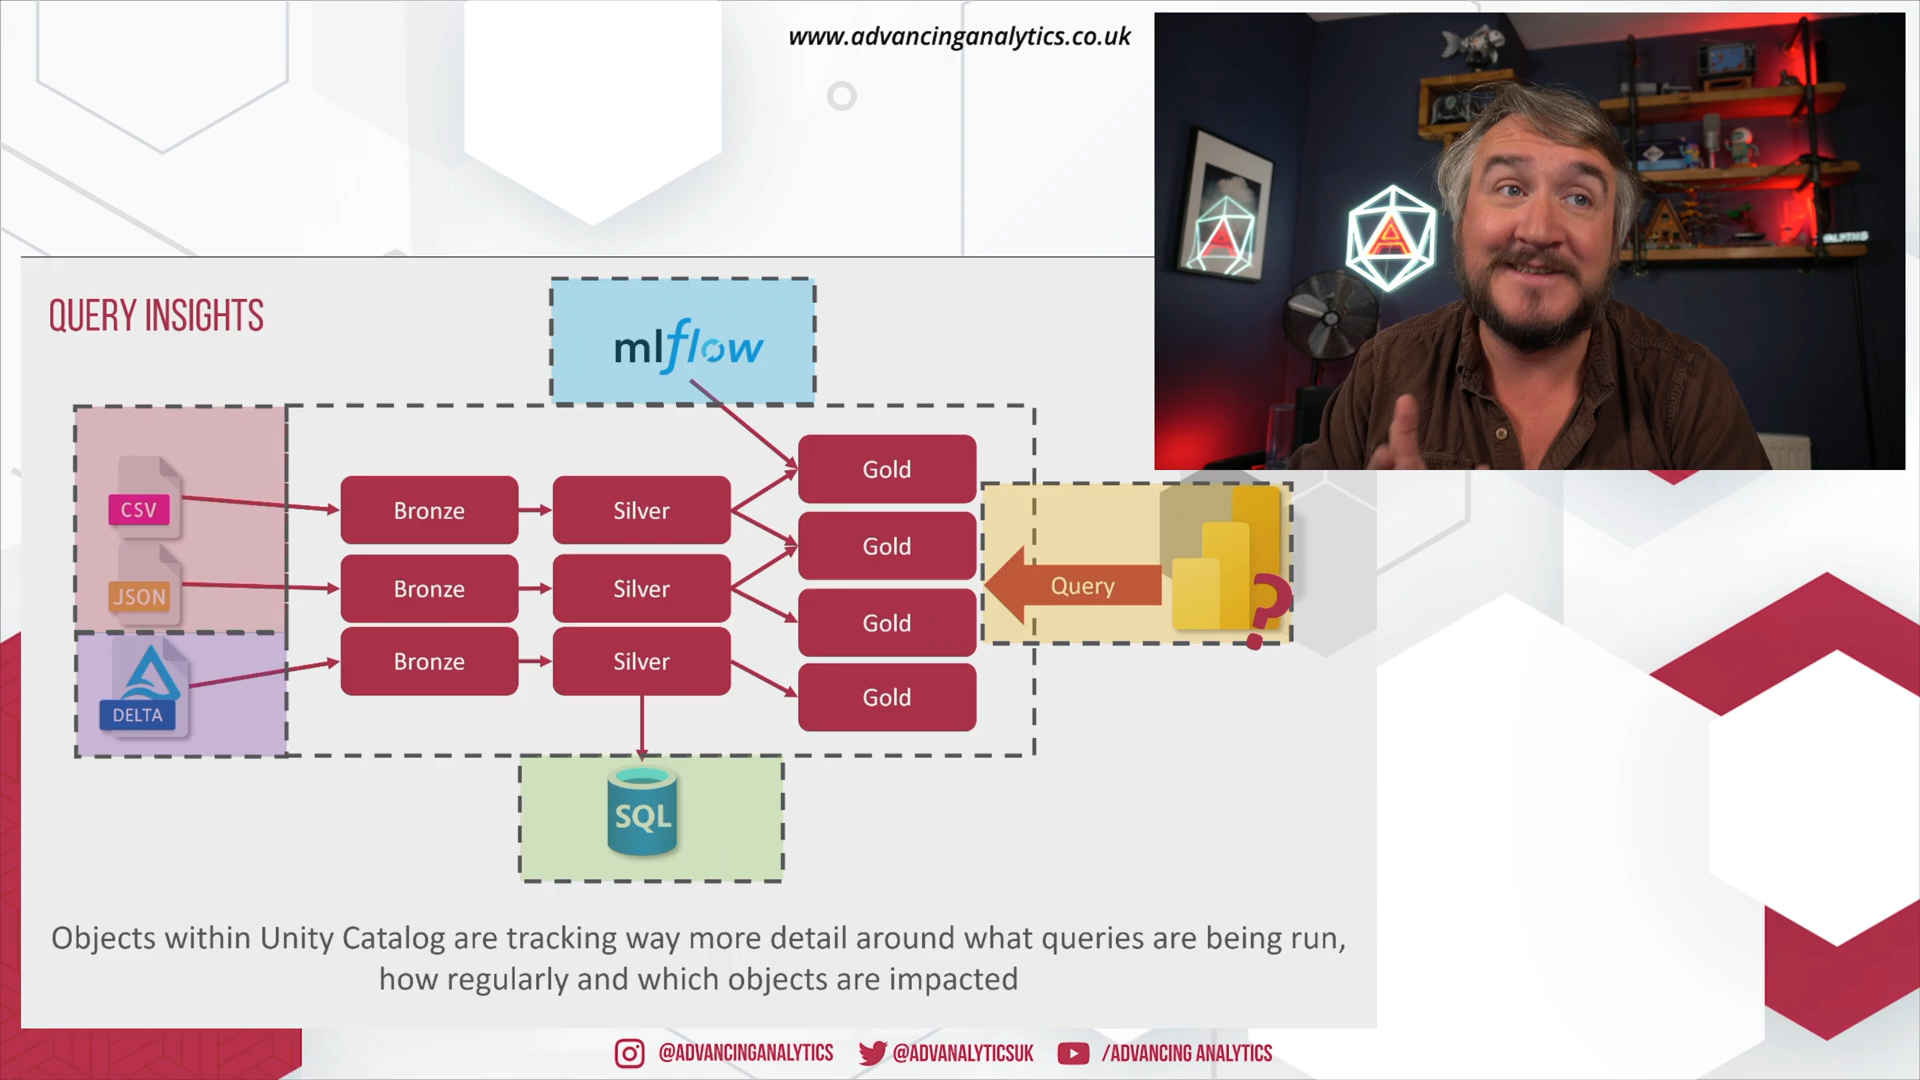 www.advancinganalytics.co.uk
QUERY INSIGHTS
mlflow
CSV
JSON
DELTA
Bronze
Silver
Gold
Bronze
Silver
Gold
Bronze
Silver
Gold
Gold
Query
?
SQL
Objects within Unity Catalog are tracking way more detail around what queries are being run,
how regularly and which objects are impacted
@ADVANCINGANALYTICS
@ADVANALYTICSUK
/ADVANCING ANALYTICS